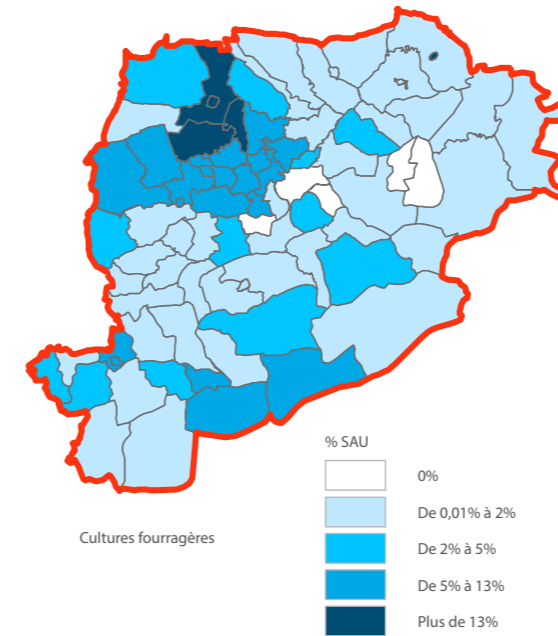 % SAU
0%
De 0,01% à 2%
De 2% à 5%
De 5% à 13%
Plus de 13%
Cultures fourragères